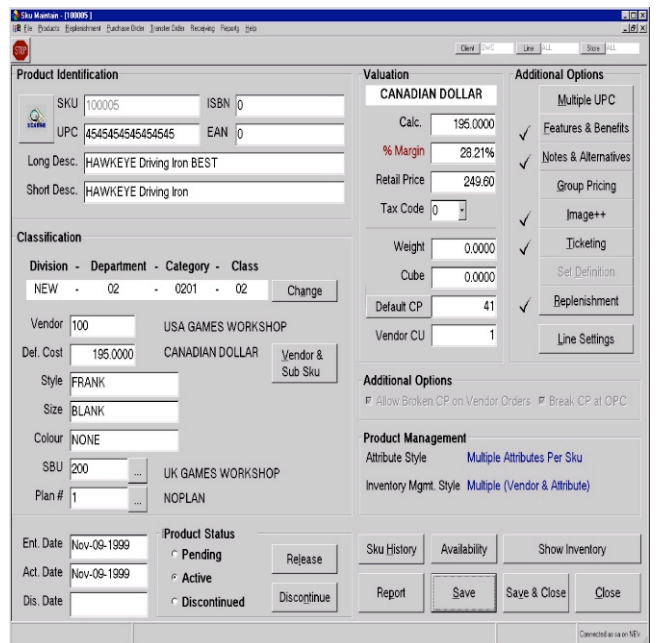 Sku Maintain - [100005 ]
File Products Replenishment Purchase Order Transfer Order Receiving Reports Help
STOP
Client
Line ALL
Store ALL
Product Identification
SKU 100005 ISBN 0
UPC 4545454545454545 EAN 0
Long Desc. HAWKEYE Driving Iron BEST
Short Desc. HAWKEYE Driving Iron
Classification
Division - Department - Category - Class
NEW - 02 - 0201 - 02 Change
Vendor 100 USA GAMES WORKSHOP
Def. Cost 195.0000 CANADIAN DOLLAR Vendor & Sub Sku
Style FRANK
Size BLANK
Colour NONE
SBU 200 ... UK GAMES WORKSHOP
Plan # 1 ... NOPLAN
Ent. Date Nov-09-1999
Act. Date Nov-09-1999
Dis. Date
Product Status
Pending
Active
Discontinued
Release
Discontinue
Valuation
CANADIAN DOLLAR
Calc. 195.0000
% Margin 28.21%
Retail Price 249.60
Tax Code 0
Weight 0.0000
Cube 0.0000
Default CP 41
Vendor CU 1
Additional Options
Multiple UPC
Features & Benefits
Notes & Alternatives
Group Pricing
Image++
Ticketing
Set Definition
Replenishment
Line Settings
Additional Options
Allow Broken CP on Vendor Orders Break CP at OPC
Product Management
Attribute Style Multiple Attributes Per Sku
Inventory Mgmt. Style Multiple (Vendor & Attribute)
Sku History Availability Show Inventory
Report Save Save & Close Close
Connected as sa on NEV